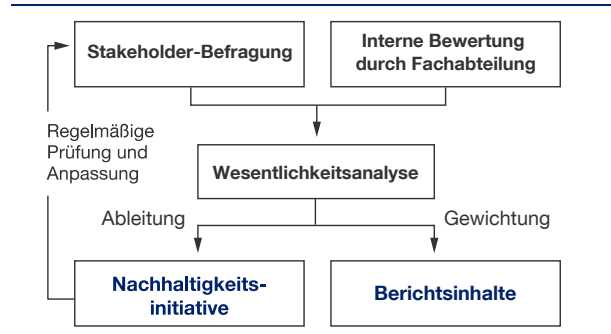 Stakeholder-Befragung
Interne Bewertung
durch Fachabteilung
Regelmäßige
Prüfung und
Anpassung
Wesentlichkeitsanalyse
Ableitung
Gewichtung
Nachhaltigkeits-
initiative
Berichtsinhalte